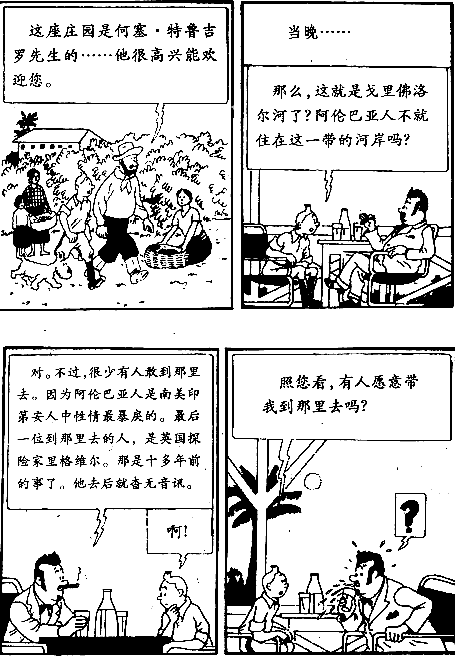 这座庄园是何塞·特鲁吉
罗先生的……他很高兴能欢
迎您。
当晚……
那么,这就是戈里佛洛
尔河了?阿伦巴亚人不就
住在这一带的河岸吗?
对。不过,很少有人敢到那里
去。因为阿伦巴亚人是南美印
第安人中性情最暴戾的。最后
一位到那里去的人,是英国探
险家里格维尔。那是十多年前
的事了。他去后就杳无音讯。
啊!
照您看,有人愿意带
我到那里去吗?
?